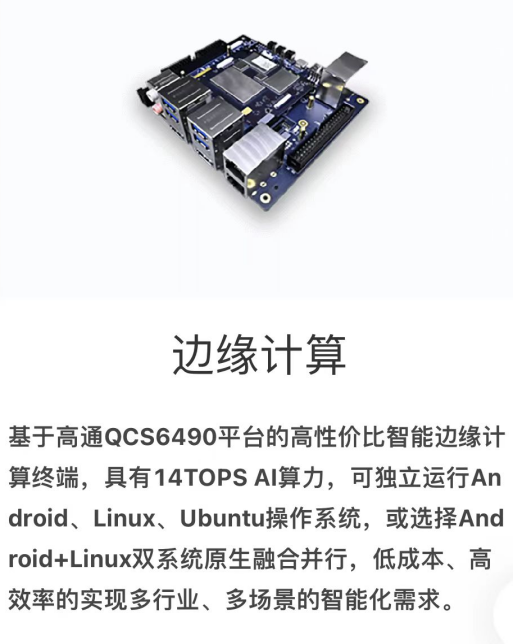 边缘计算
基于高通QCS6490平台的高性价比智能边缘计
算终端，具有14TOPS AI算力，可独立运行An
droid、Linux、Ubuntu操作系统，或选择And
roid+Linux双系统原生融合并行，低成本、高
效率的实现多行业、多场景的智能化需求。